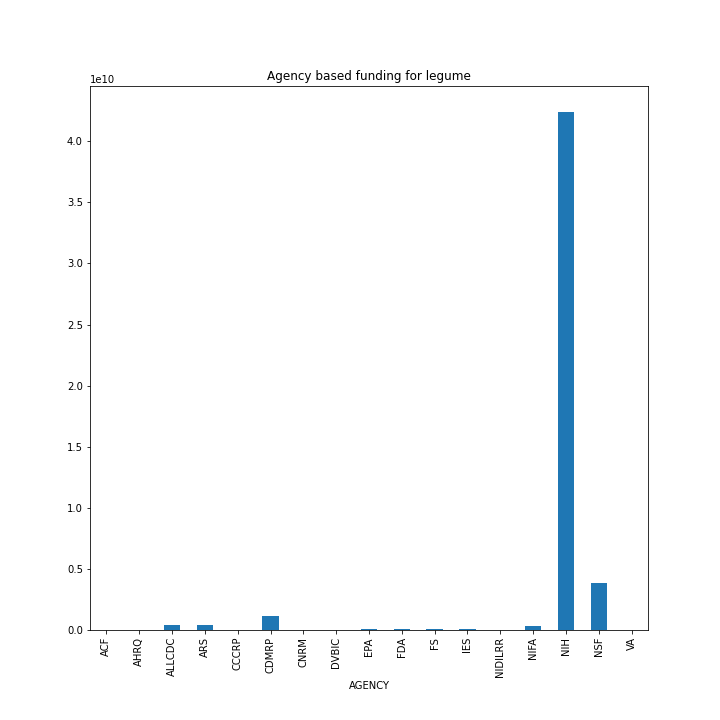 Agency based funding for legume
1e10
4.0
3.5
3.0
2.5
2.0
1.5
1.0
0.5
0.0
ACF
AHRQ
ALLCDC
ARS
CCCRP
CDMRP
CNRM
DVBIC
EPA
FDA
FS
IES
NIDILRR
NIFA
NIH
NSF
VA
AGENCY